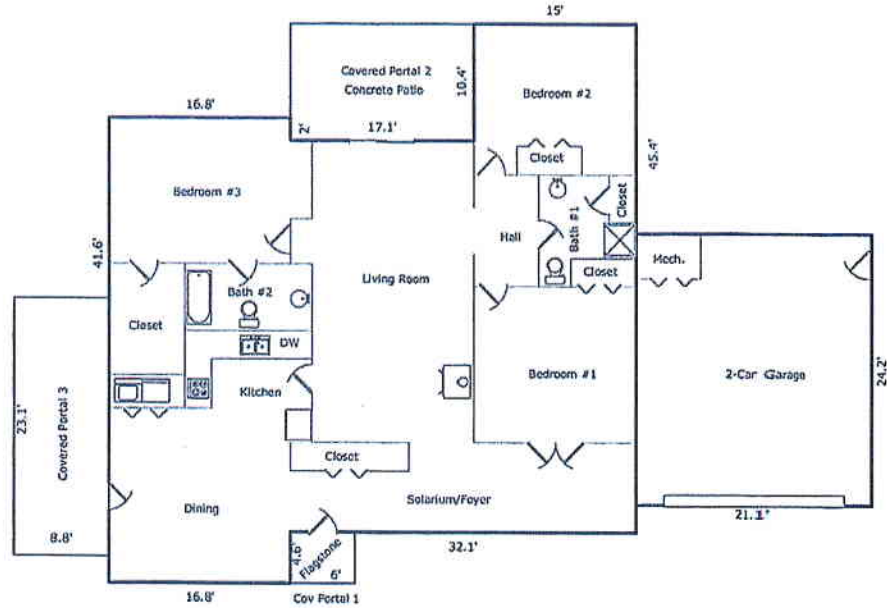 15'
Covered Portal 2
Concrete Patio
10.4'
Bedroom #2
16.8'
2'
17.1'
Closet
45.4'
Bedroom #3
Closet
Bath #1
Hall
41.6'
Mech.
Living Room
Closet
Bath #2
Closet
DW
Bedroom #1
2-Car Garage
24.2'
Kitchen
23.1'
Covered Portal 3
Closet
Solarium/Foyer
Dining
21.1'
8.8'
4.6'
Flagstone
32.1'
6'
16.8'
Cov Portal 1